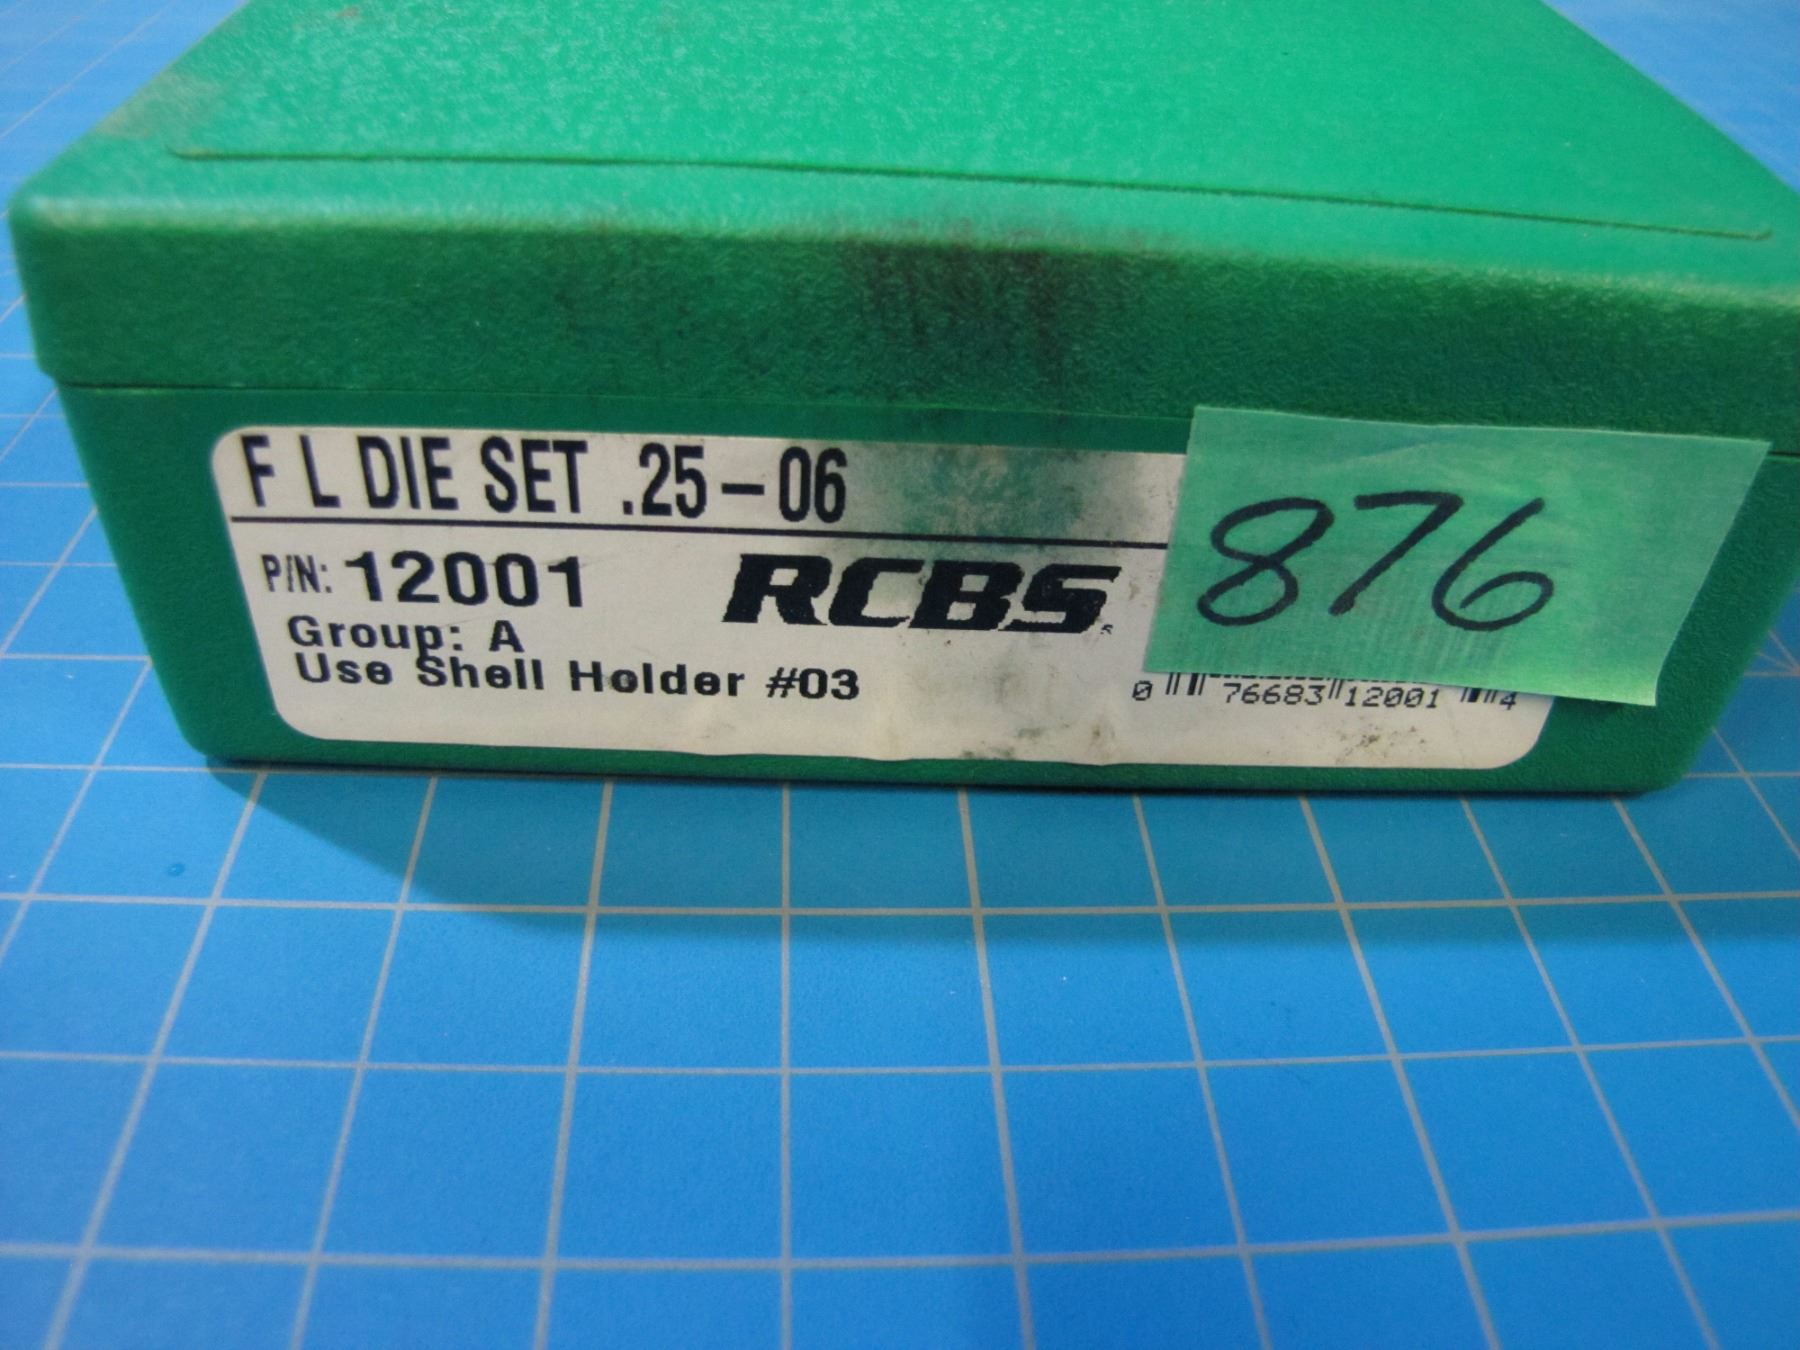 F L DIE SET .25-06
P/N: 12001
RCBS
Group: A
Use Shell Holder #03
876
0 76683 12001 4